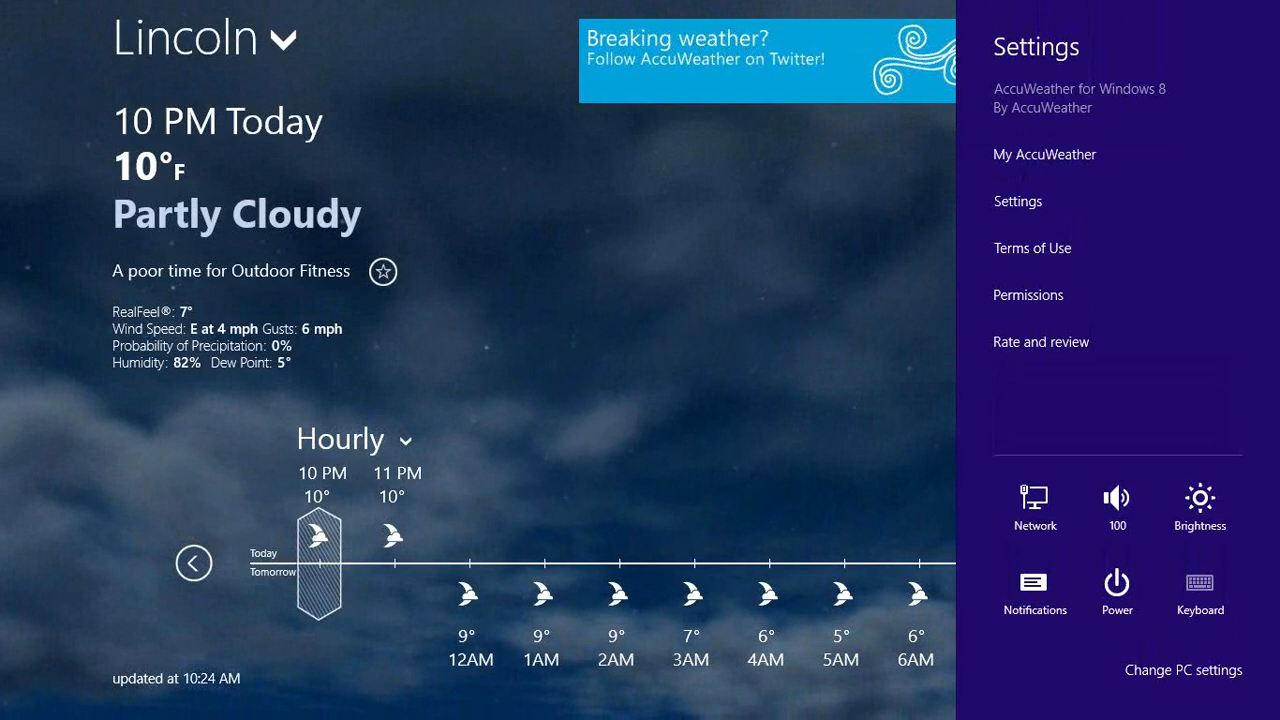 Lincoln
Breaking weather?
Follow AccuWeather on Twitter!
10 PM Today
10°F
Partly Cloudy
A poor time for Outdoor Fitness
RealFeel®: 7°
Wind Speed: E at 4 mph Gusts: 6 mph
Probability of Precipitation: 0%
Humidity: 82% Dew Point: 5°
Hourly
10 PM 11 PM
10° 10°
Today
Tomorrow
9° 9° 9° 7° 6° 5° 6°
12AM 1AM 2AM 3AM 4AM 5AM 6AM
updated at 10:24 AM
Settings
AccuWeather for Windows 8
By AccuWeather
My AccuWeather
Settings
Terms of Use
Permissions
Rate and review
Network 100 Brightness
Notifications Power Keyboard
Change PC settings